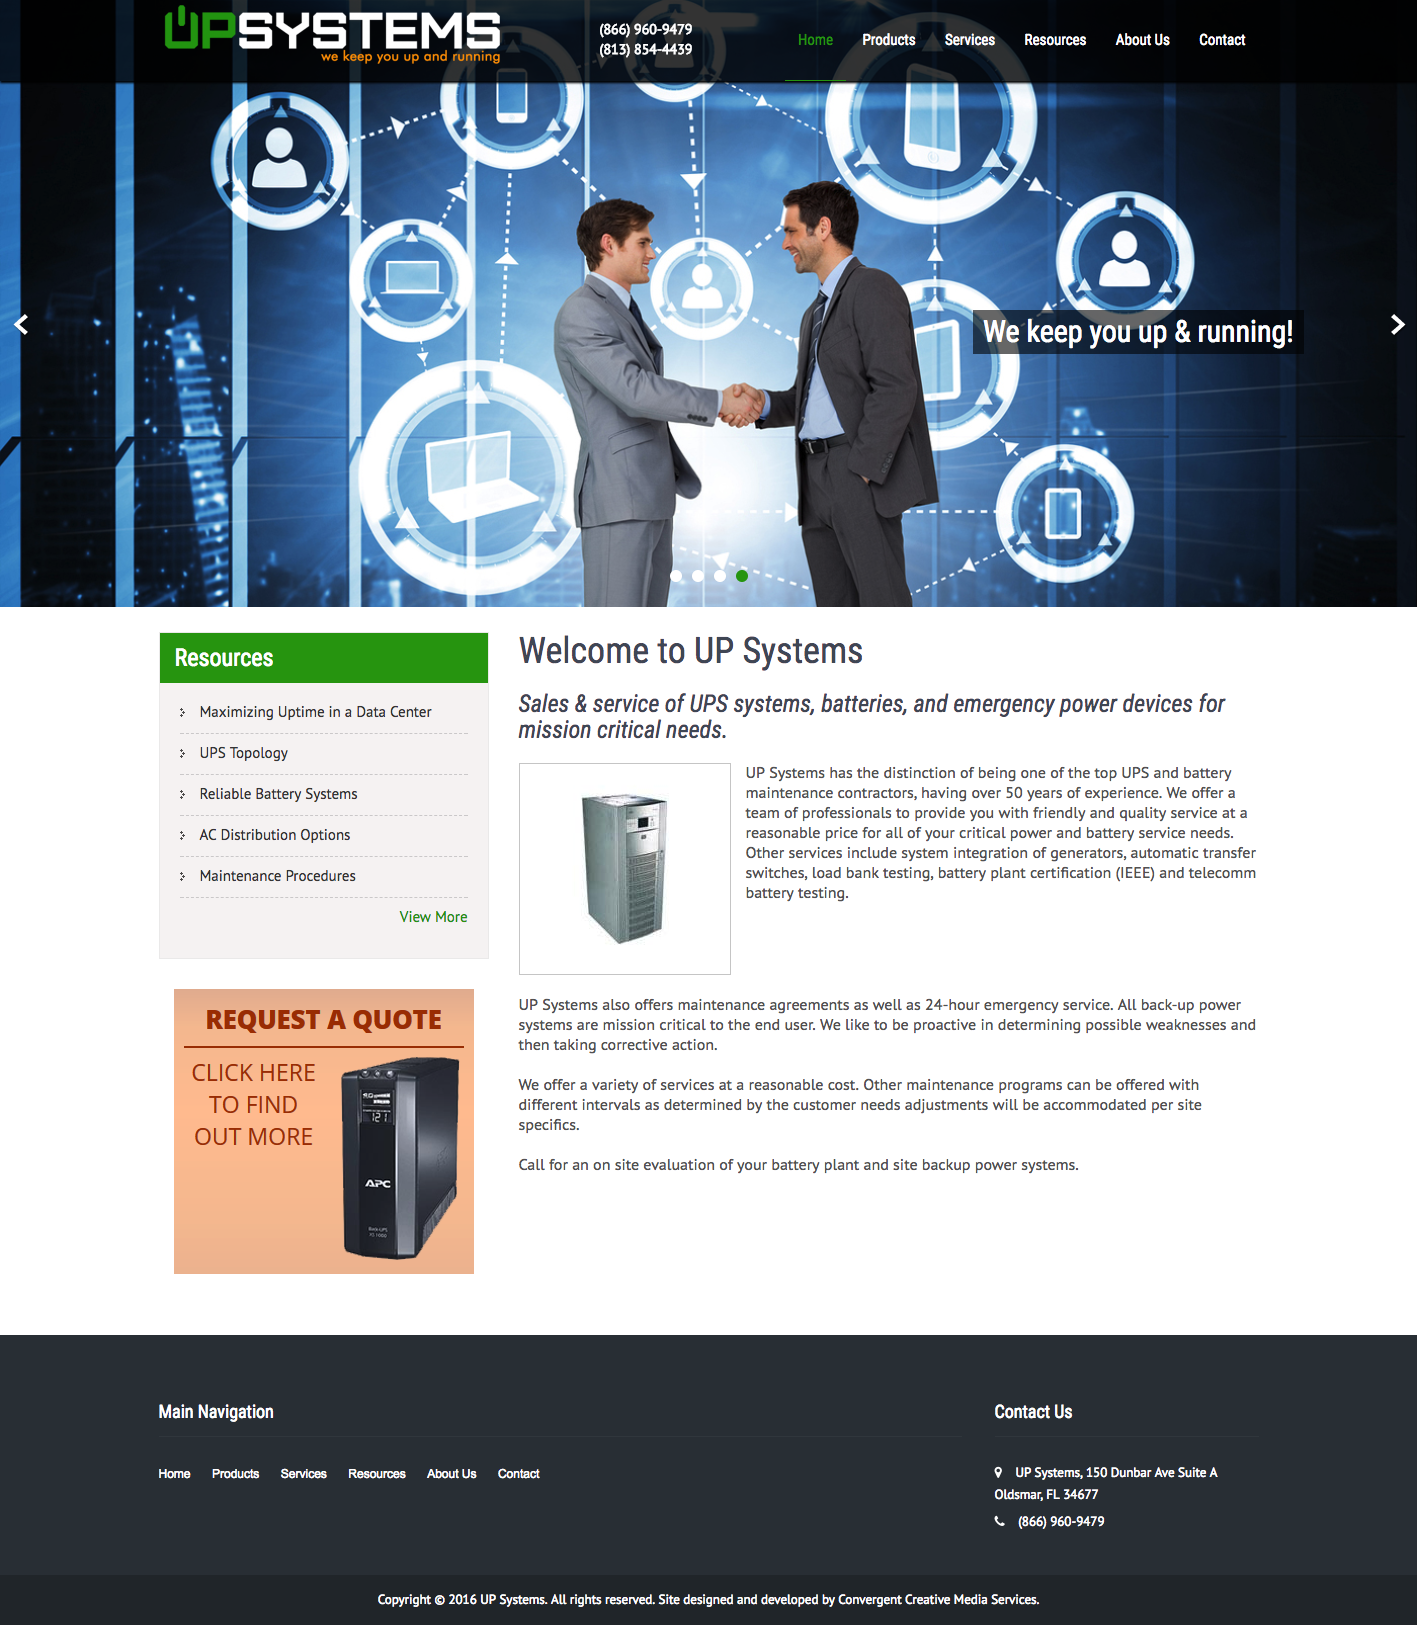 UPSYSTEMS
we keep you up and running
(866) 960-9479
(813) 854-4439
Home Products Services Resources About Us Contact
We keep you up & running!
Resources
Maximizing Uptime in a Data Center
UPS Topology
Reliable Battery Systems
AC Distribution Options
Maintenance Procedures
View More
REQUEST A QUOTE
CLICK HERE
TO FIND
OUT MORE
121
APC
Back-UPS
Welcome to UP Systems
Sales & service of UPS systems, batteries, and emergency power devices for
mission critical needs.
UP Systems has the distinction of being one of the top UPS and battery
maintenance contractors, having over 50 years of experience. We offer a
team of professionals to provide you with friendly and quality service at a
reasonable price for all of your critical power and battery service needs.
Other services include system integration of generators, automatic transfer
switches, load bank testing, battery plant certification (IEEE) and telecomm
battery testing.
UP Systems also offers maintenance agreements as well as 24-hour emergency service. All back-up power
systems are mission critical to the end user. We like to be proactive in determining possible weaknesses and
then taking corrective action.
We offer a variety of services at a reasonable cost. Other maintenance programs can be offered with
different intervals as determined by the customer needs adjustments will be accommodated per site
specifics.
Call for an on site evaluation of your battery plant and site backup power systems.
Main Navigation
Home Products Services Resources About Us Contact
Contact Us
UP Systems, 150 Dunbar Ave Suite A
Oldsmar, FL 34677
(866) 960-9479
Copyright © 2016 UP Systems. All rights reserved. Site designed and developed by Convergent Creative Media Services.